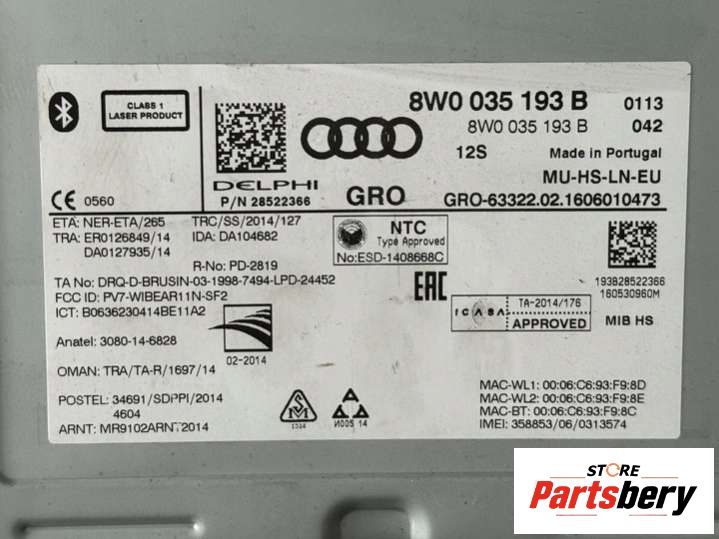 CLASS 1
LASER PRODUCT
8W0 035 193 B 0113
8W0 035 193 B 042
12S Made in Portugal
MU-HS-LN-EU
DELPHI
P/N 28522366
GRO
GRO-63322.02.1606010473
CE 0560
ETA: NER-ETA/265 TRC/SS/2014/127
TRA: ER0126849/14 IDA: DA104682
DA0127935/14
R-No: PD-2819
NTC
Type Approved
No:ESD-1408668C
TA No: DRQ-D-BRUSIN-03-1998-7494-LPD-24452
FCC ID: PV7-WIBEAR11N-SF2
ICT: B0636230414BE11A2
EAC
193828522366
160530960M
ICASA
TA-2014/176
APPROVED
MIB HS
Anatel: 3080-14-6828
02-2014
OMAN: TRA/TA-R/1697/14
POSTEL: 34691/SDPPI/2014
4604
ARNT: MR9102ARNT2014
N005 14
MAC-WL1: 00:06:C6:93:F9:8D
MAC-WL2: 00:06:C6:93:F9:8E
MAC-BT: 00:06:C6:93:F9:8C
IMEI: 358853/06/0313574
STORE
Partsbery